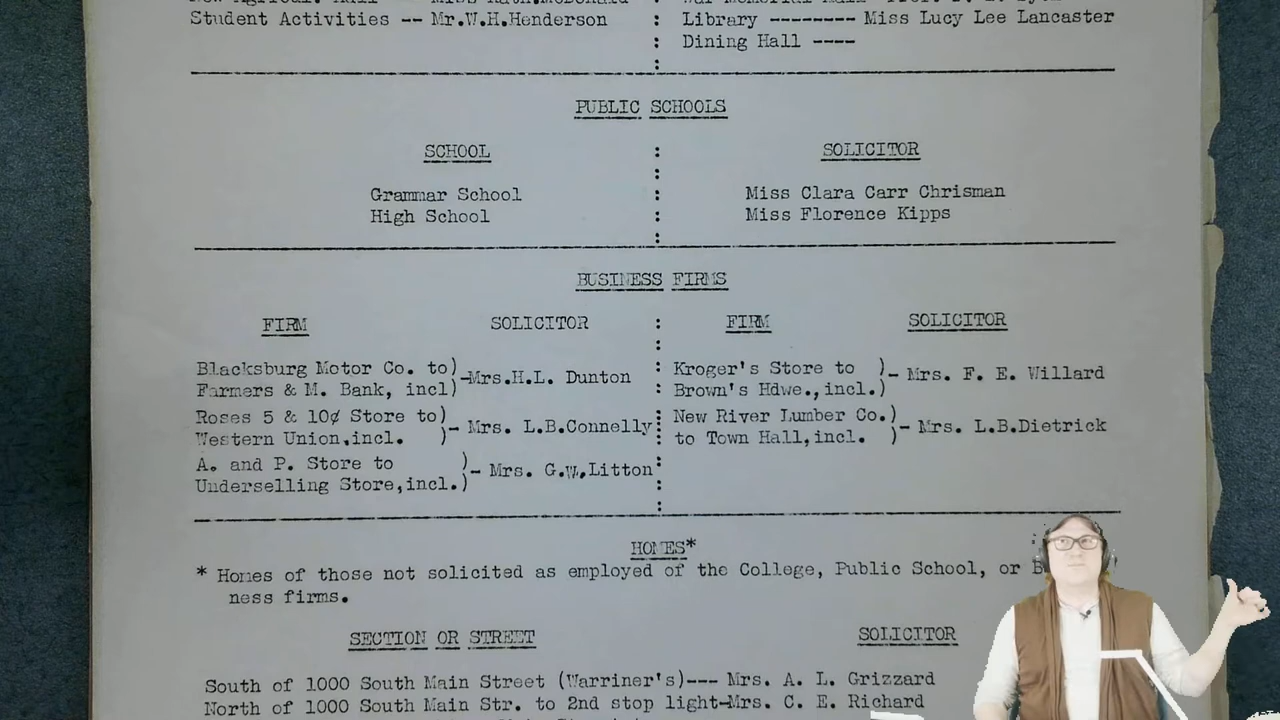 Student Activities -- Mr.W.H.Henderson
Library -------- Miss Lucy Lee Lancaster
Dining Hall ----
PUBLIC SCHOOLS
SCHOOL
SOLICITOR
Grammar School
Miss Clara Carr Chrisman
High School
Miss Florence Kipps
BUSINESS FIRMS
FIRM
SOLICITOR
FIRM
SOLICITOR
Blacksburg Motor Co. to)
Farmers & M. Bank, incl)-Mrs.H.L. Dunton
Kroger's Store to )
Brown's Hdwe.,incl.)- Mrs. F. E. Willard
Roses 5 & 10¢ Store to)
Western Union,incl. )- Mrs. L.B.Connelly
New River Lumber Co.)
to Town Hall,incl. )- Mrs. L.B.Dietrick
A. and P. Store to )
Underselling Store,incl.)- Mrs. G.W.Litton
HOMES*
* Homes of those not solicited as employed of the College, Public School, or
ness firms.
SECTION OR STREET
SOLICITOR
South of 1000 South Main Street (Warriner's)--- Mrs. A. L. Grizzard
North of 1000 South Main Str. to 2nd stop light-Mrs. C. E. Richard